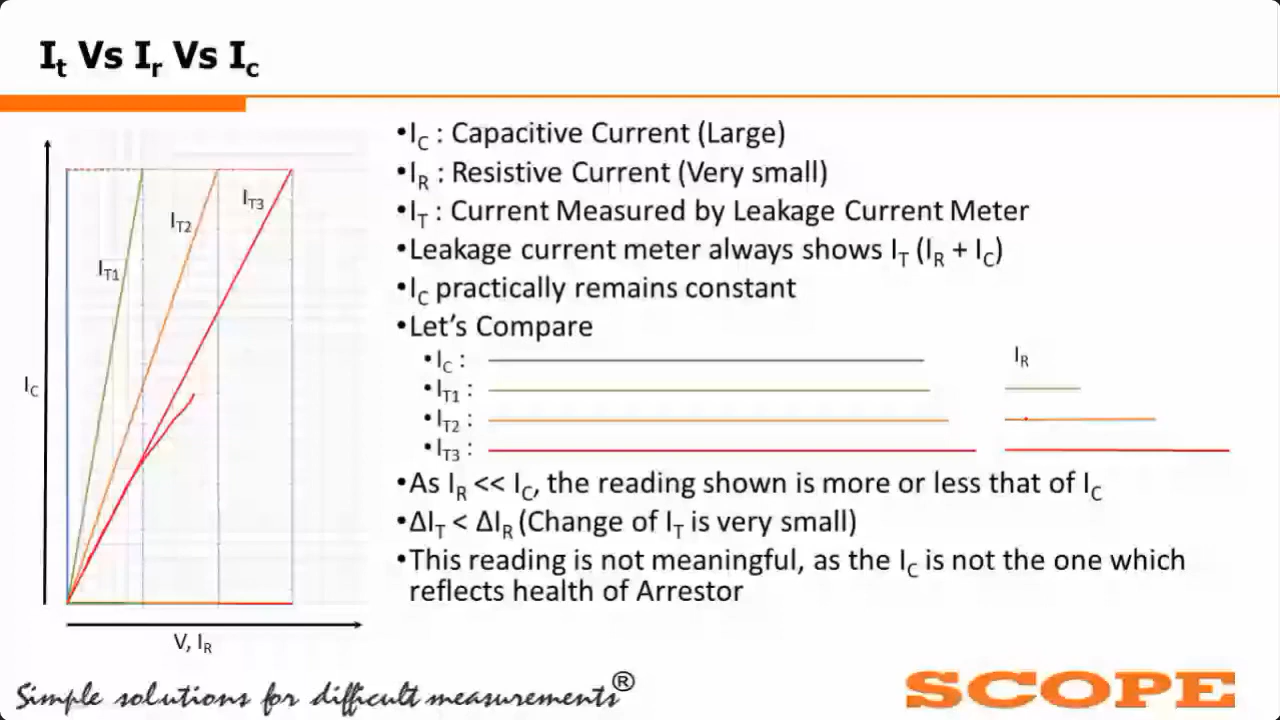 It Vs Ir Vs Ic
•IC : Capacitive Current (Large)
•IR : Resistive Current (Very small)
•IT : Current Measured by Leakage Current Meter
•Leakage current meter always shows IT (IR + IC)
•IC practically remains constant
•Let's Compare
•IC :
IR
•IT1 :
•IT2 :
•IT3 :
•As IR << IC, the reading shown is more or less that of IC
•ΔIT < ΔIR (Change of IT is very small)
•This reading is not meaningful, as the IC is not the one which
reflects health of Arrestor
IT1
IT2
IT3
IC
V, IR
Simple solutions for difficult measurements®
SCOPE